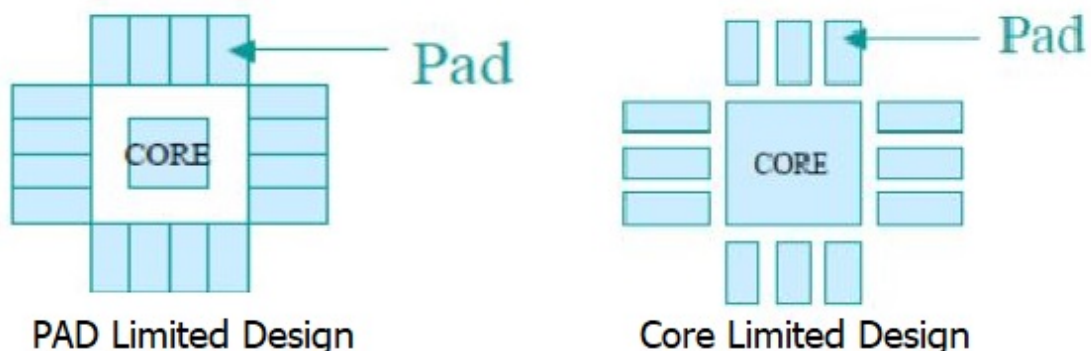 Pad
Pad
CORE
CORE
PAD Limited Design
Core Limited Design